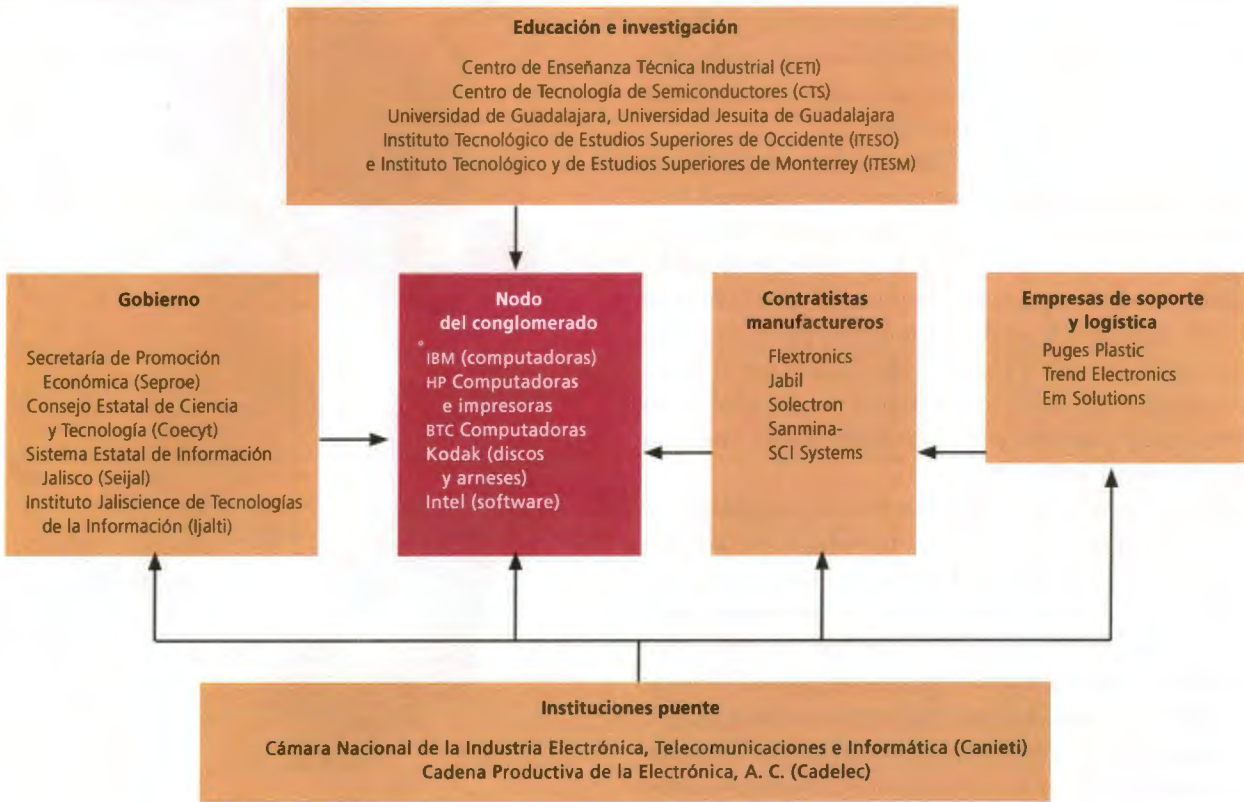 Educación e investigación
Centro de Enseñanza Técnica Industrial (CETI)
Centro de Tecnología de Semiconductores (CTS)
Universidad de Guadalajara, Universidad Jesuita de Guadalajara
Instituto Tecnológico de Estudios Superiores de Occidente (ITESO)
e Instituto Tecnológico y de Estudios Superiores de Monterrey (ITESM)
Gobierno
Secretaría de Promoción
Económica (Seproe)
Consejo Estatal de Ciencia
y Tecnología (Coecyt)
Sistema Estatal de Información
Jalisco (Seijal)
Instituto Jaliscience de Tecnologías
de la Información (Ijalti)
Nodo
del conglomerado
IBM (computadoras)
HP Computadoras
e impresoras
BTC Computadoras
Kodak (discos
y arneses)
Intel (software)
Contratistas
manufactureros
Flextronics
Jabil
Solectron
Sanmina-
SCI Systems
Empresas de soporte
y logística
Puges Plastic
Trend Electronics
Em Solutions
Instituciones puente
Cámara Nacional de la Industria Electrónica, Telecomunicaciones e Informática (Canieti)
Cadena Productiva de la Electrónica, A. C. (Cadelec)